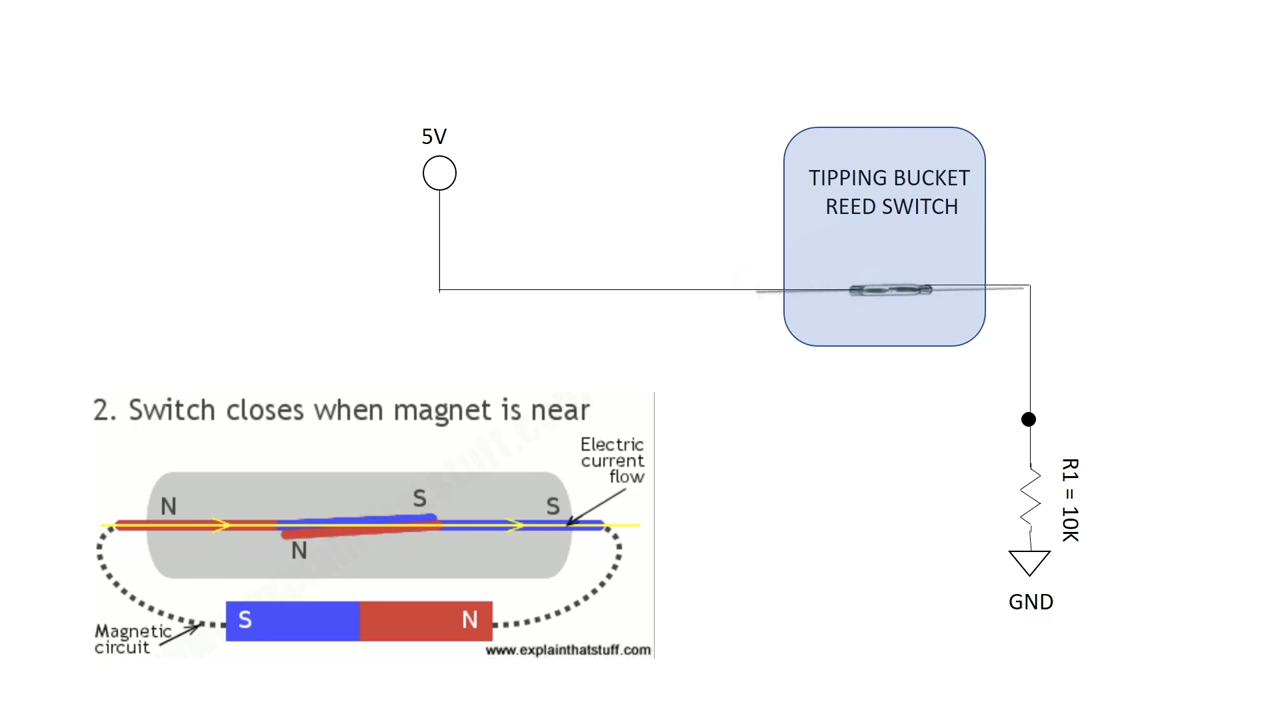 5V
TIPPING BUCKET
REED SWITCH
2. Switch closes when magnet is near
Electric
current
flow
N
S
S
N
S
N
Magnetic
circuit
www.explainthatstuff.com
R1 = 10K
GND